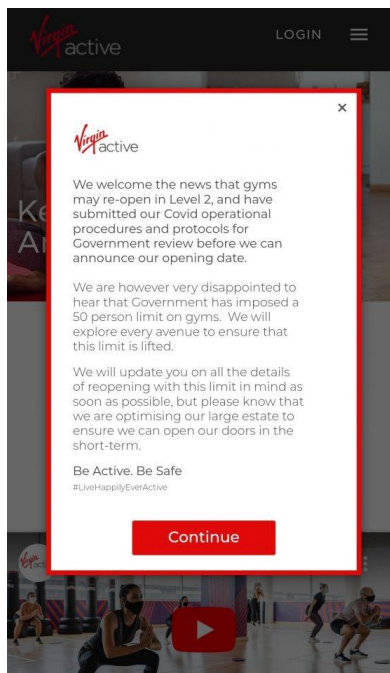 Virgin active
LOGIN
Ke
A
×
Virgin active
We welcome the news that gyms
may re-open in Level 2, and have
submitted our Covid operational
procedures and protocols for
Government review before we can
announce our opening date.
We are however very disappointed to
hear that Government has imposed a
50 person limit on gyms. We will
explore every avenue to ensure that
this limit is lifted.
We will update you on all the details
of reopening with this limit in mind as
soon as possible, but please know that
we are optimising our large estate to
ensure we can open our doors in the
short-term.
Be Active. Be Safe
#LiveHappilyEverActive
Continue